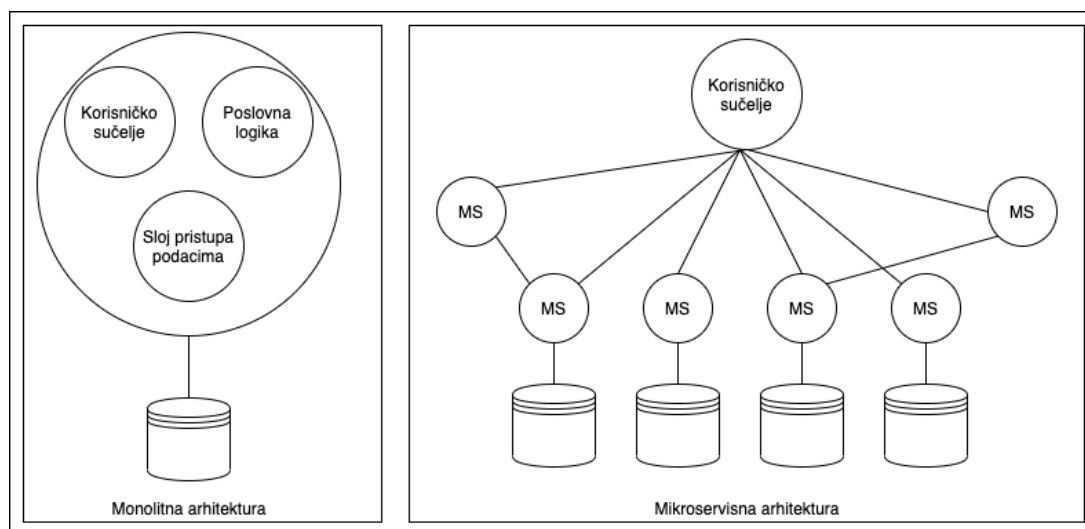 Korisničko
sučelje
Poslovna
logika
Sloj pristupa
podacima
Monolitna arhitektura
Korisničko
sučelje
MS
MS
MS
MS
MS
MS
Mikroservisna arhitektura